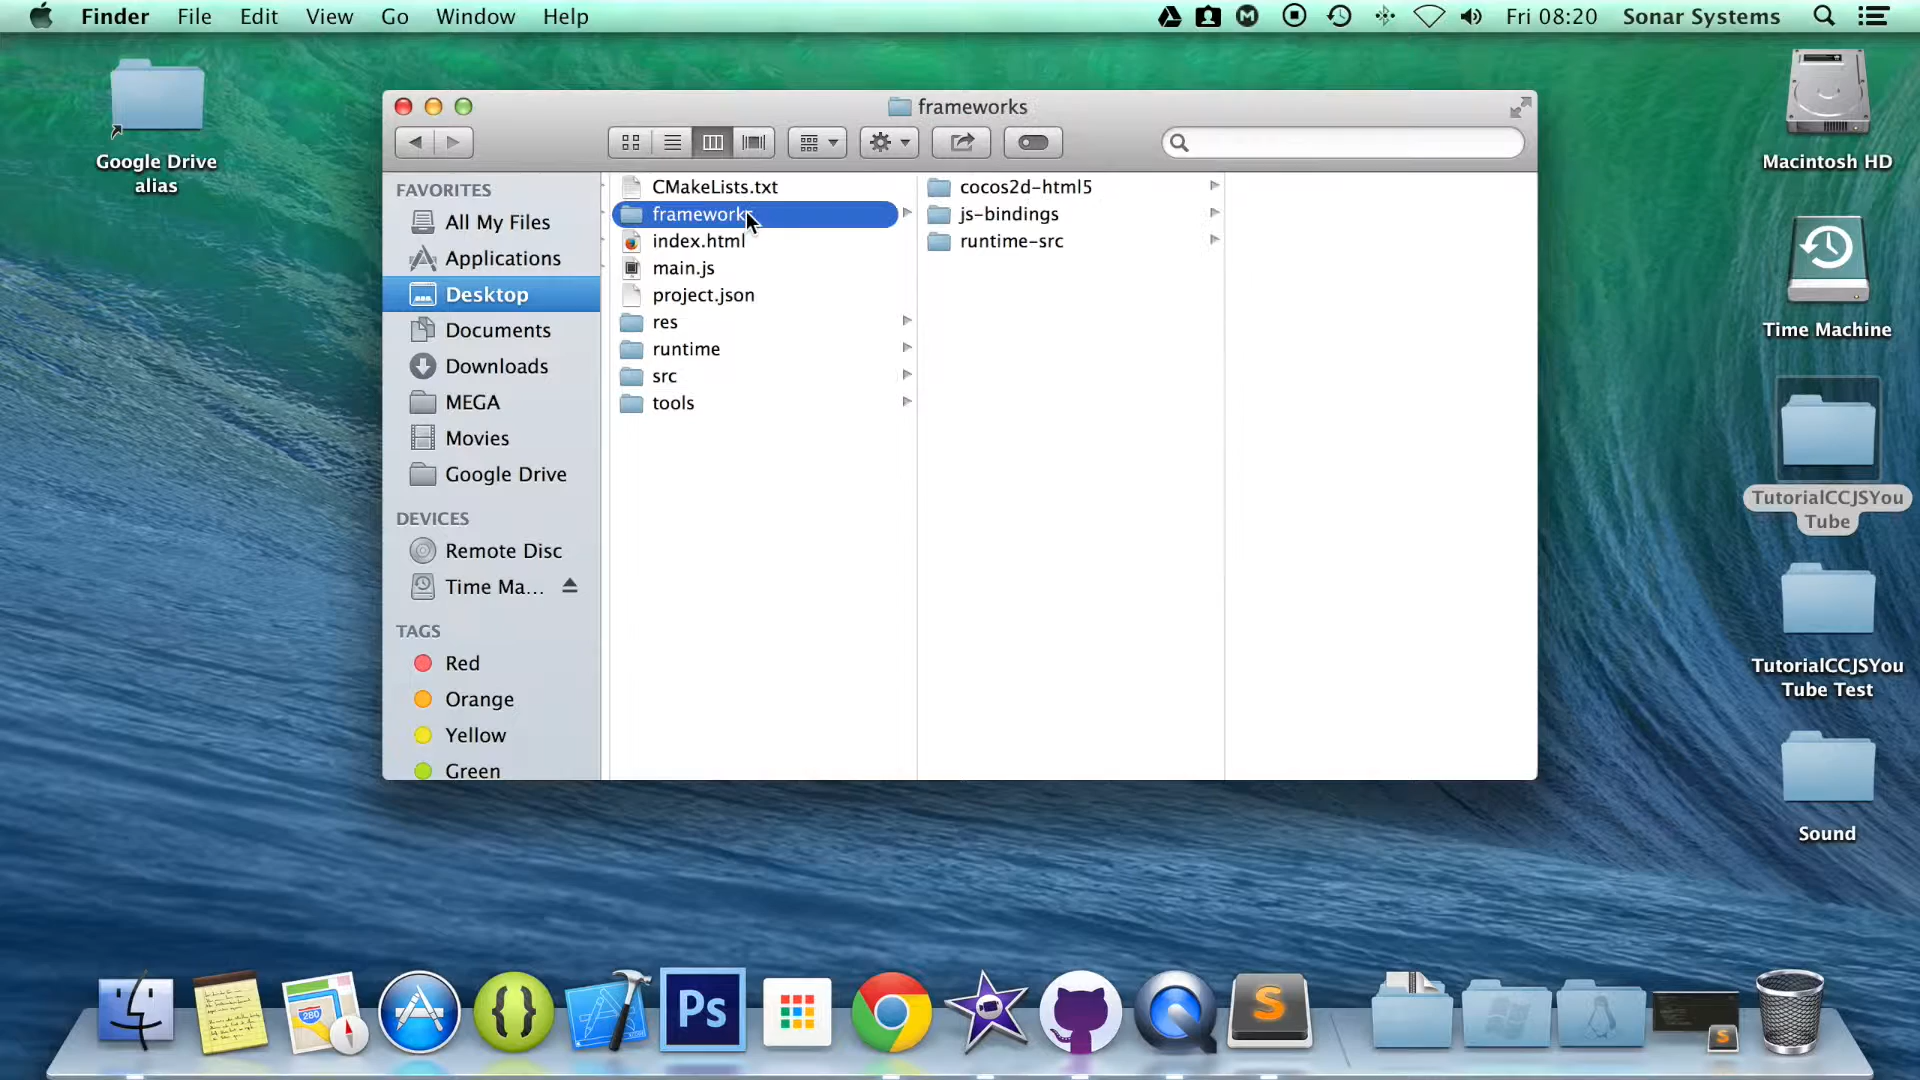 Finder File Edit View Go Window Help Fri 08:20 Sonar Systems
frameworks
Google Drive
alias
FAVORITES
All My Files
Applications
Desktop
Documents
Downloads
MEGA
Movies
Google Drive
DEVICES
Remote Disc
Time Ma...
TAGS
Red
Orange
Yellow
Green
CMakeLists.txt
frameworks
index.html
main.js
project.json
res
runtime
src
tools
cocos2d-html5
js-bindings
runtime-src
Macintosh HD
Time Machine
TutorialCCJSYou
Tube
TutorialCCJSYou
Tube Test
Sound
280
{}
Ps
S
S